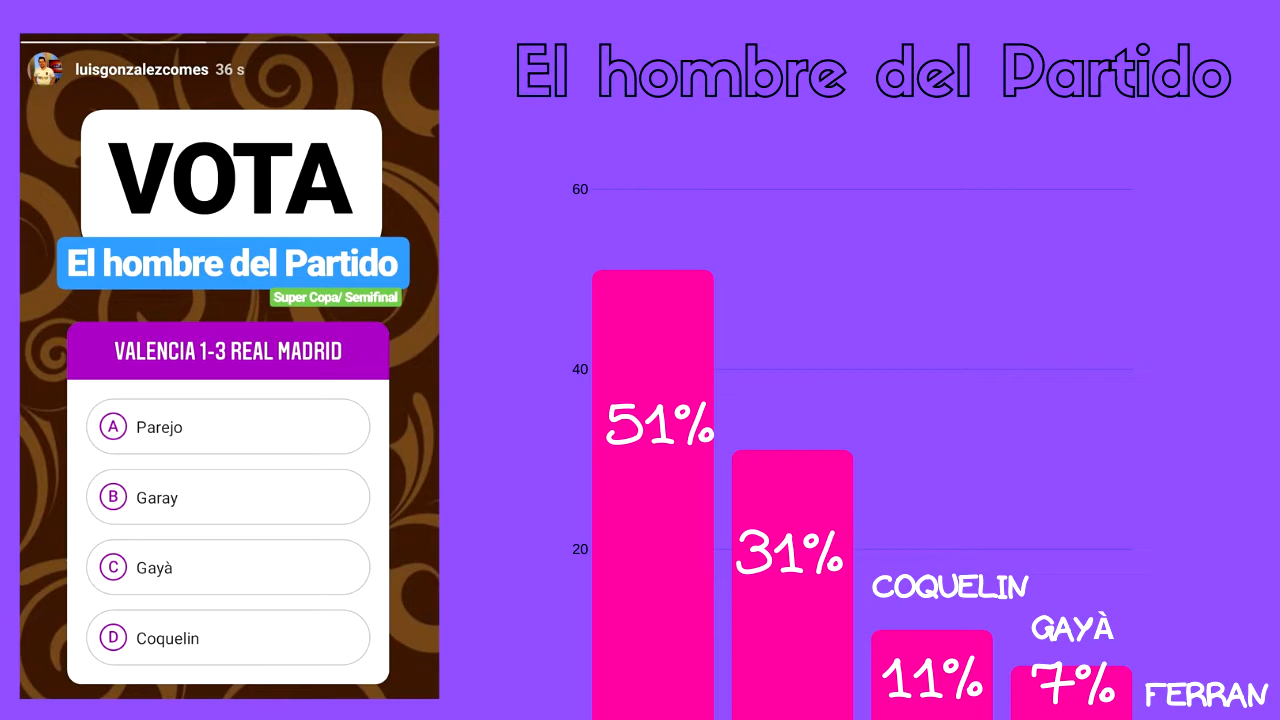 luisgonzalezcomes 36 s
VOTA
El hombre del Partido
Super Copa/ Semifinal
VALENCIA 1-3 REAL MADRID
A Parejo
B Garay
C Gayà
D Coquelin
El hombre del Partido
60
40
20
51%
31%
COQUELIN
11%
GAYÀ
7%
FERRAN